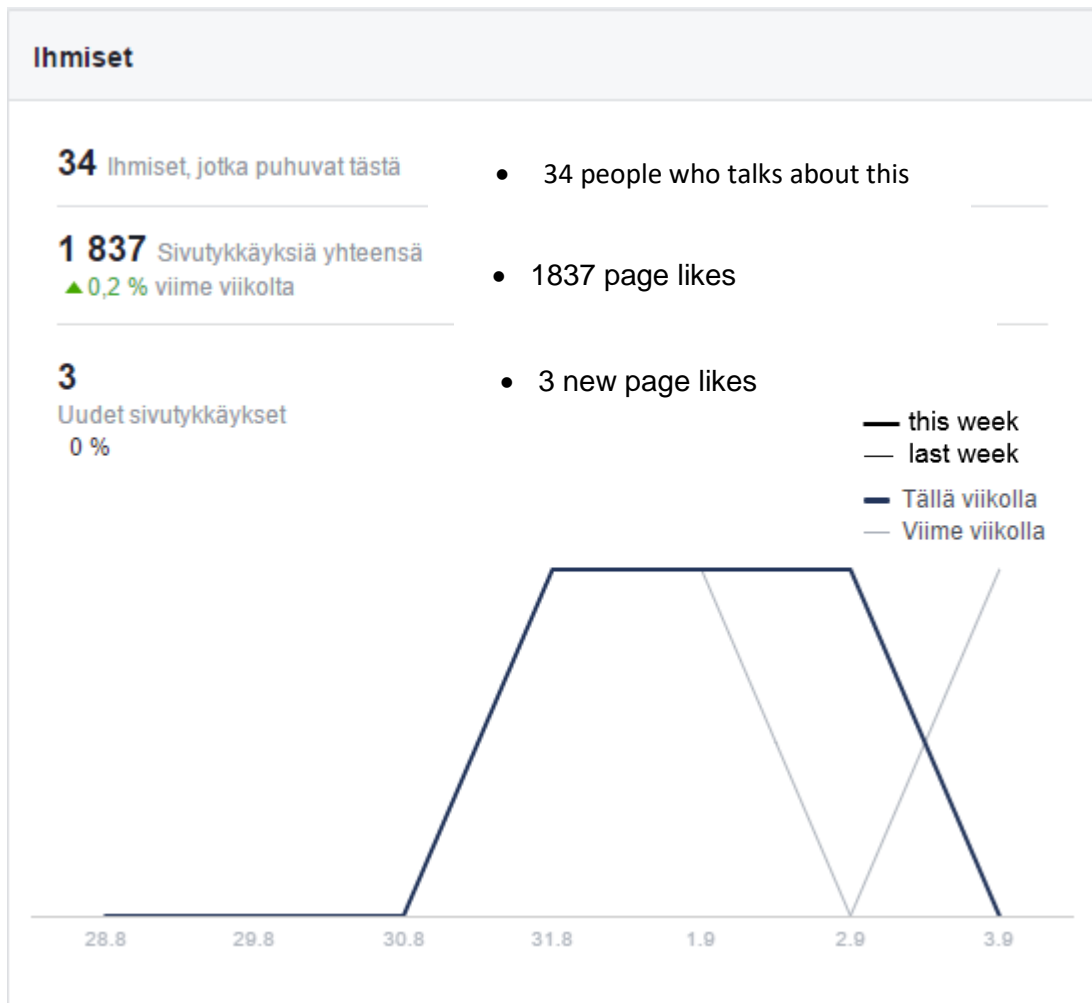 Ihmiset
34 Ihmiset, jotka puhuvat tästä
• 34 people who talks about this
1 837 Sivutykkäyksiä yhteensä
▲ 0,2 % viime viikolta
• 1837 page likes
3
Uudet sivutykkäykset
0 %
• 3 new page likes
this week
last week
Tällä viikolla
Viime viikolla
28.8 29.8 30.8 31.8 1.9 2.9 3.9